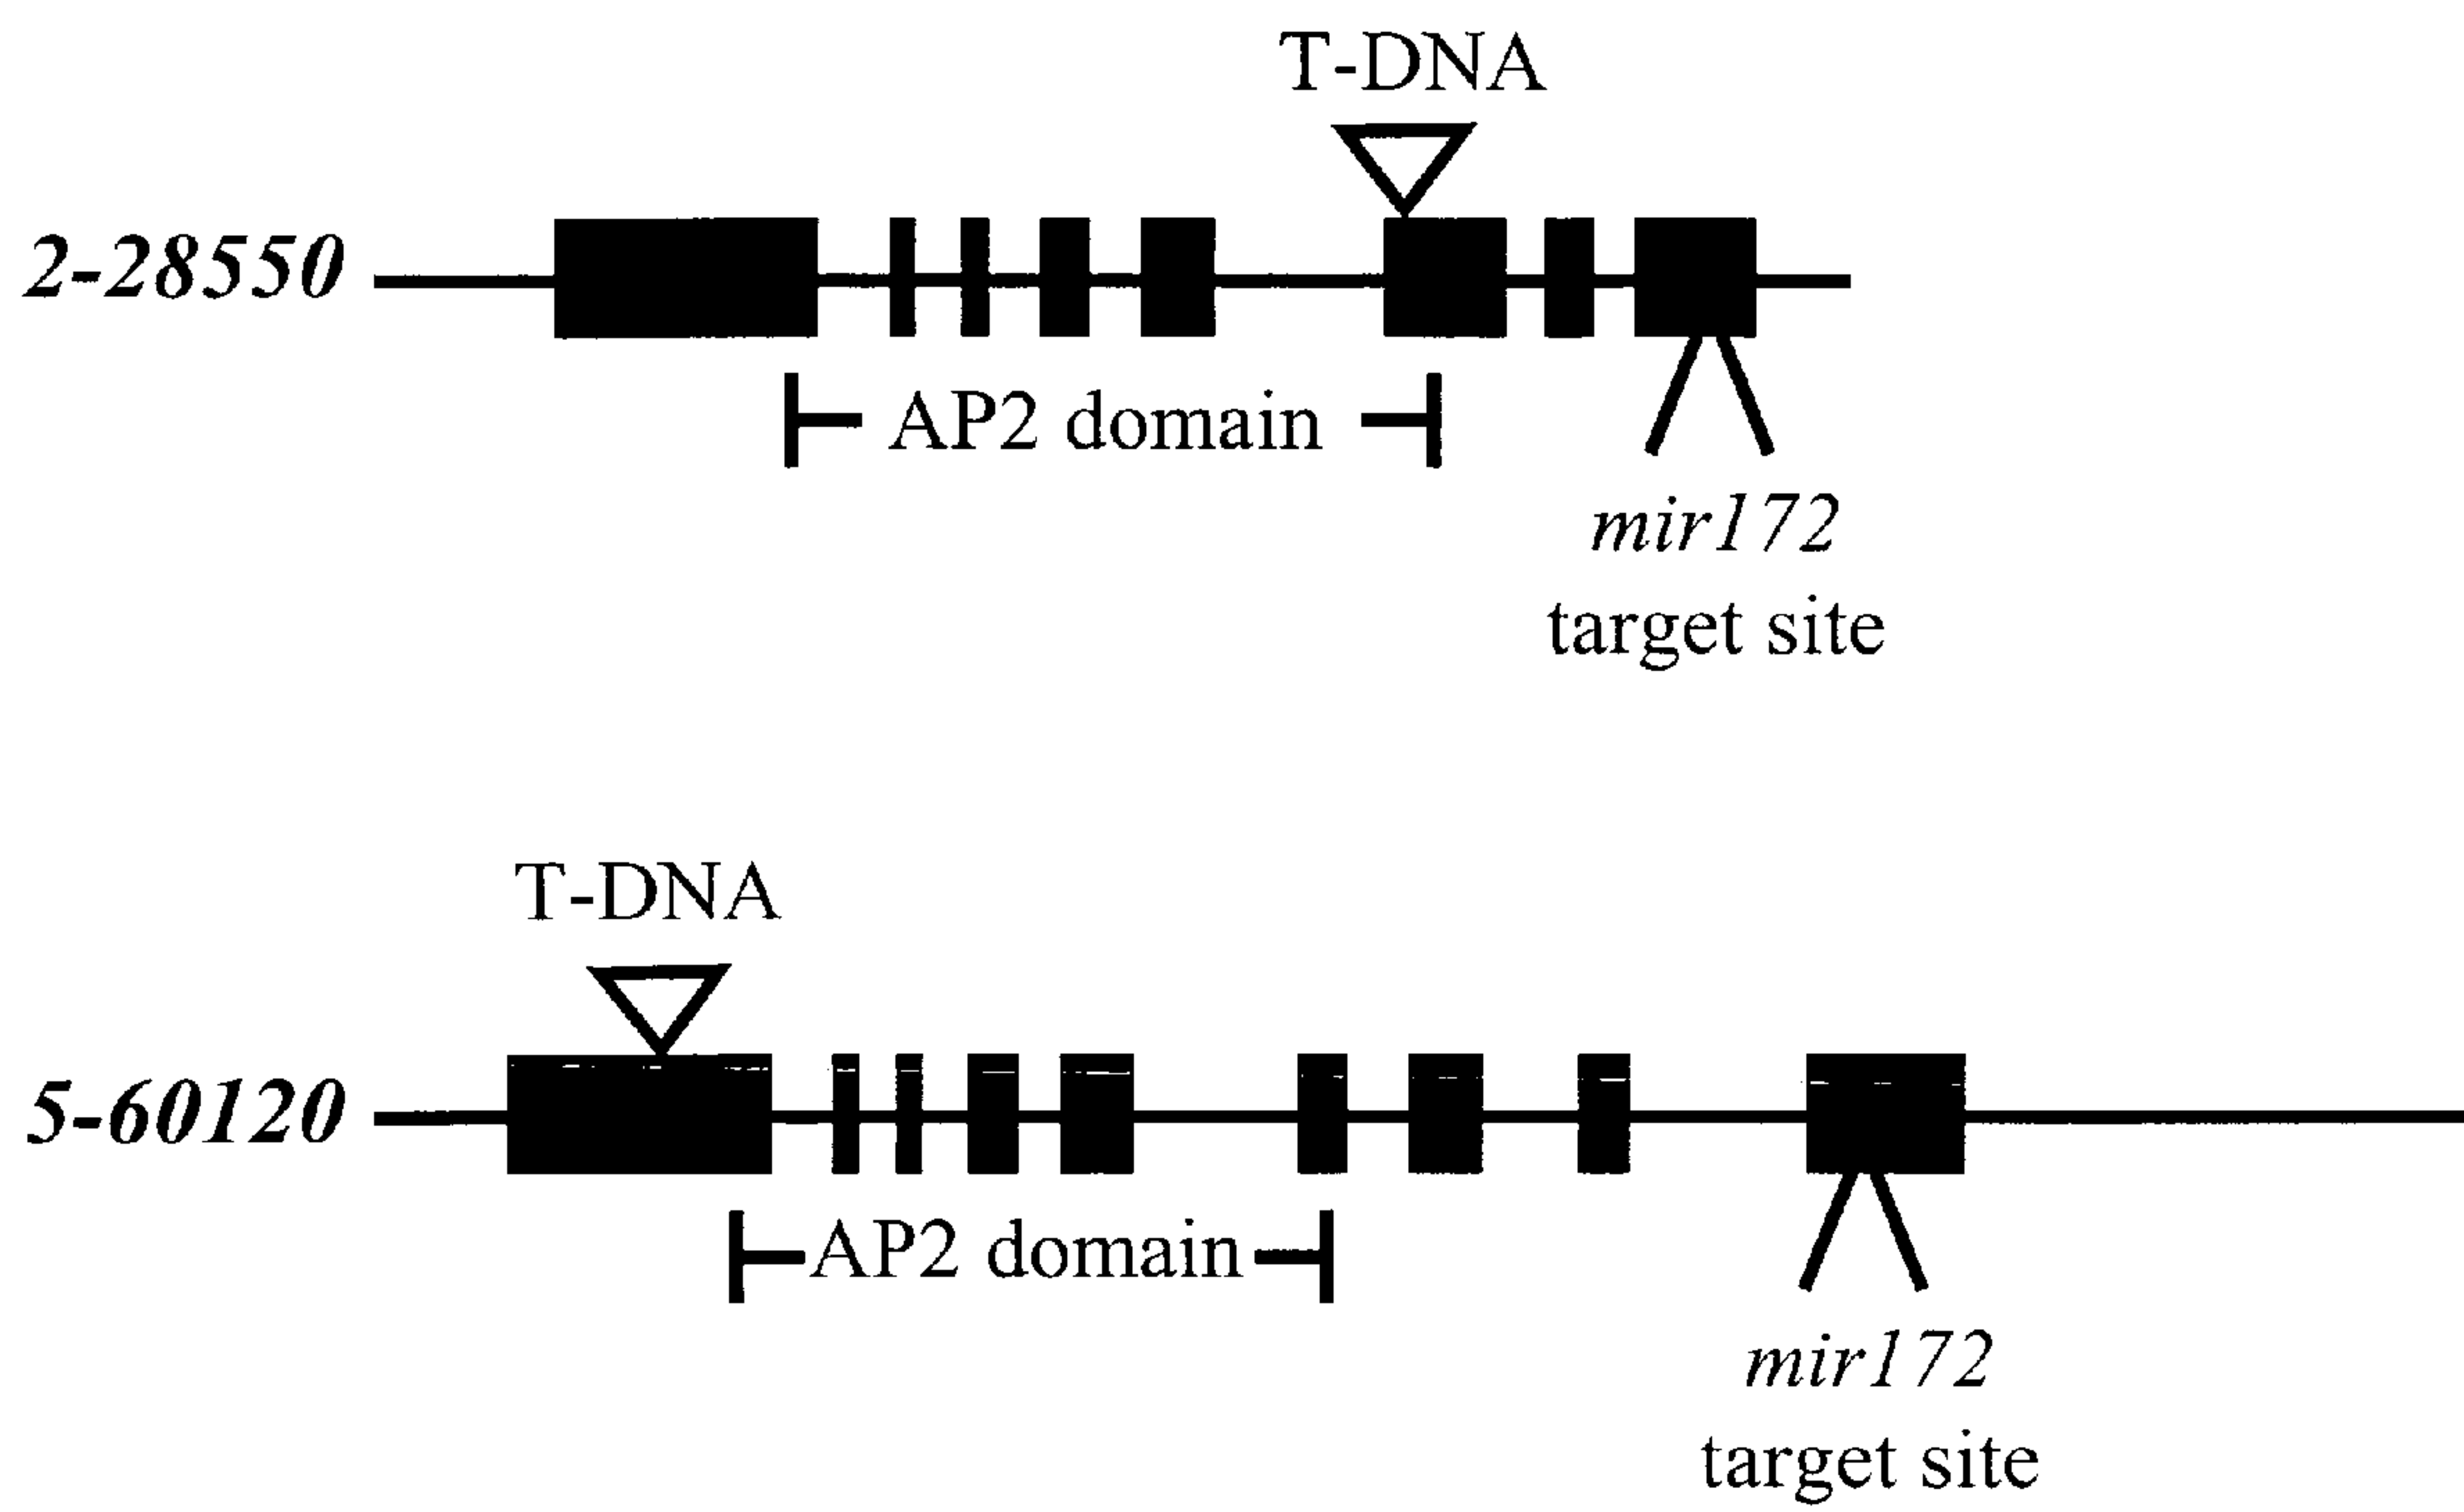 T-DNA
2-28550
AP2 domain
mir172
target site
T-DNA
5-60120
AP2 domain
mir172
target site